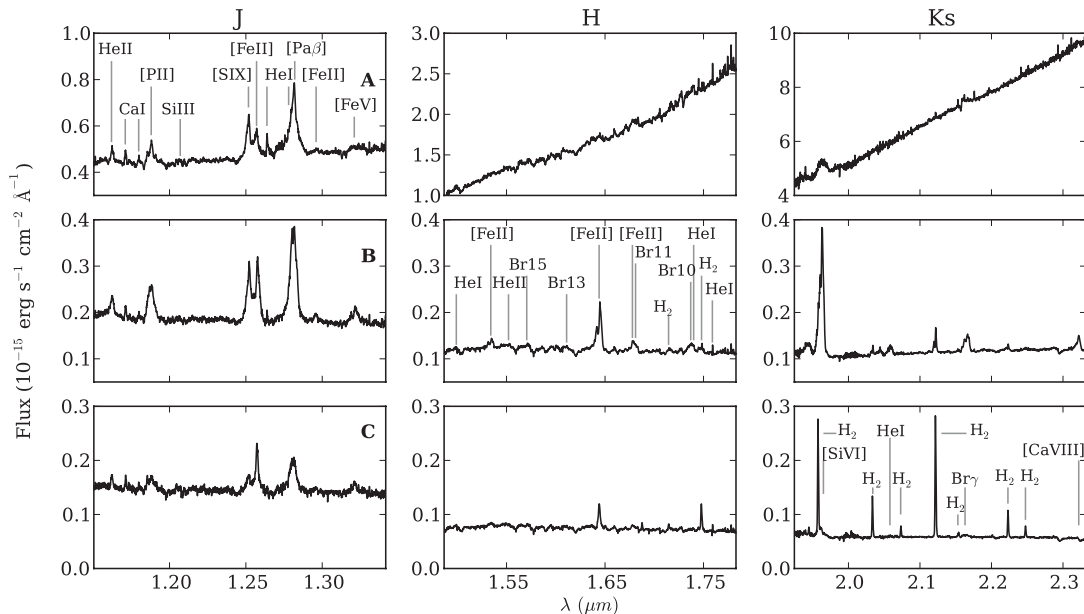 J
H
Ks
Flux (10⁻¹⁵ erg s⁻¹ cm⁻² Å⁻¹)
1.0
0.8
0.6
0.4
HeII
CaI
[PII]
SiIII
[SIX]
[FeII]
HeI
[Paβ]
[FeII]
[FeV]
A
3.0
2.5
2.0
1.5
1.0
10
8
6
4
0.4
0.3
0.2
0.1
B
0.4
0.3
0.2
0.1
HeI
[FeII]
HeII
Br15
Br13
[FeII]
[FeII]
Br11
H₂
Br10
HeI
H₂
HeI
0.4
0.3
0.2
0.1
0.3
0.2
0.1
0.0
C
1.20
1.25
1.30
0.3
0.2
0.1
0.0
1.55
1.65
1.75
λ (μm)
0.3
0.2
0.1
0.0
H₂
[SiVI]
HeI
H₂
H₂
H₂
Brγ
H₂
H₂
H₂
[CaVIII]
2.0
2.1
2.2
2.3